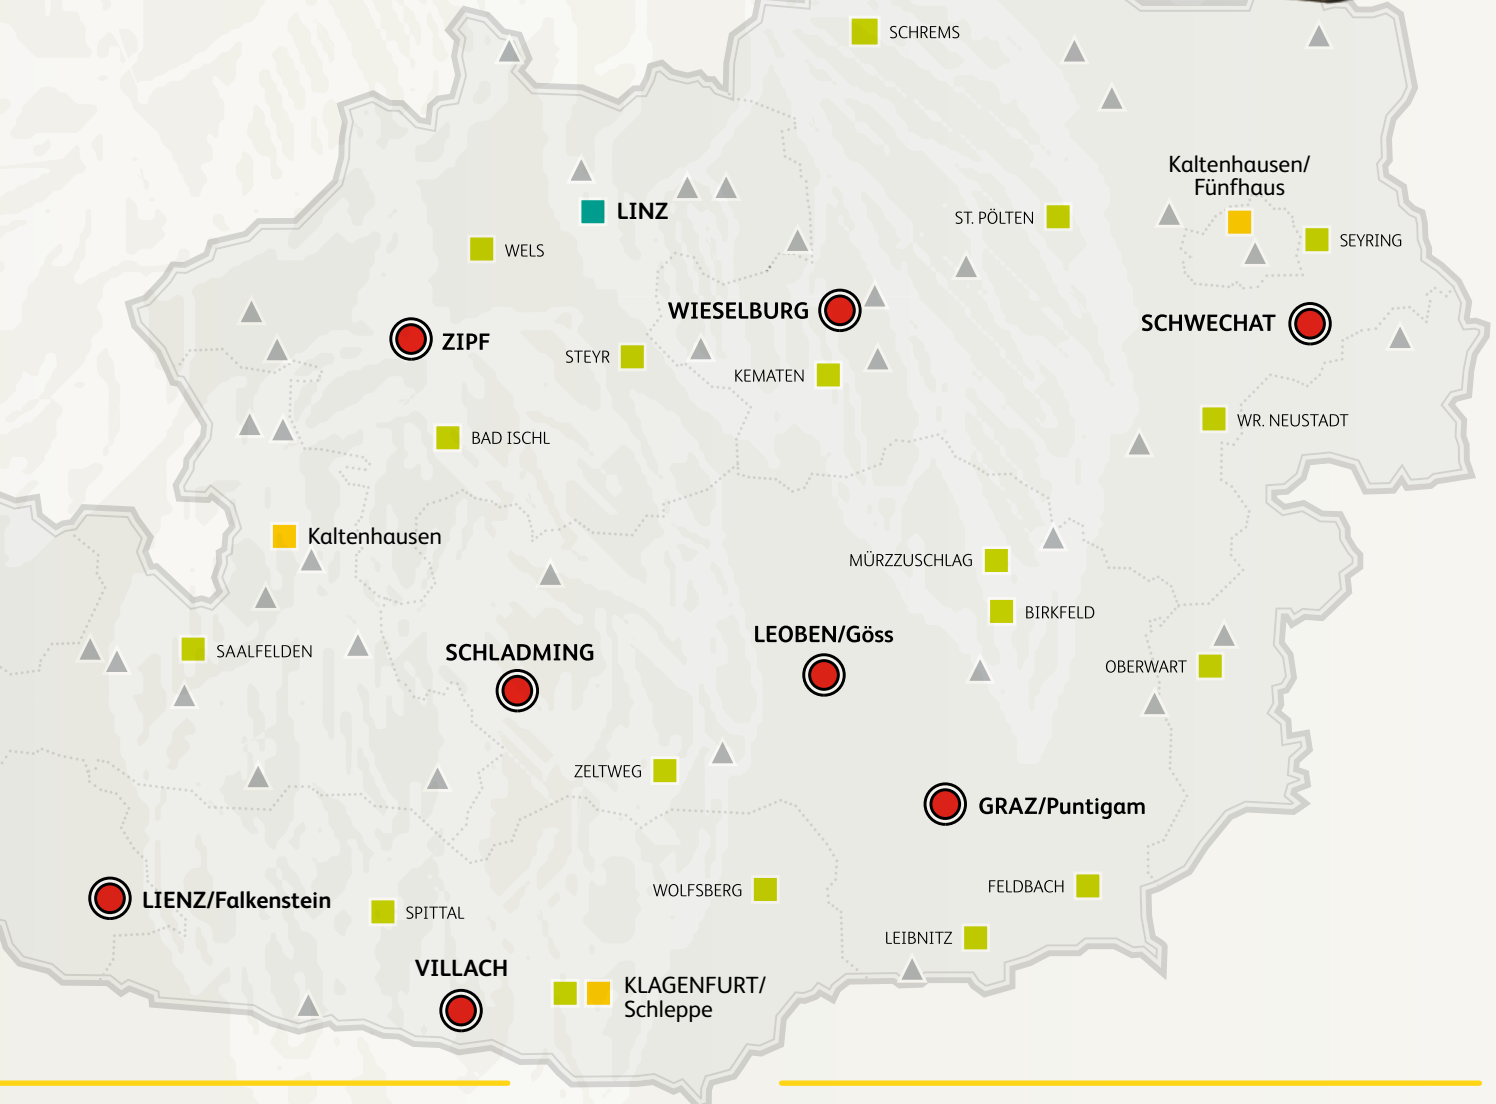 SCHREMS
Kaltenhausen/
Fünfhaus
LINZ
ST. PÖLTEN
SEYRING
WELS
WIESELBURG
SCHWECHAT
ZIPF
STEYR
KEMATEN
WR. NEUSTADT
BAD ISCHL
Kaltenhausen
MÜRZZUSCHLAG
BIRKFELD
LEOBEN/Göss
SAALFELDEN
SCHLADMING
OBERWART
ZELTWEG
GRAZ/Puntigam
FELDBACH
WOLFSBERG
LIENZ/Falkenstein
SPITTAL
LEIBNITZ
VILLACH
KLAGENFURT/
Schleppe